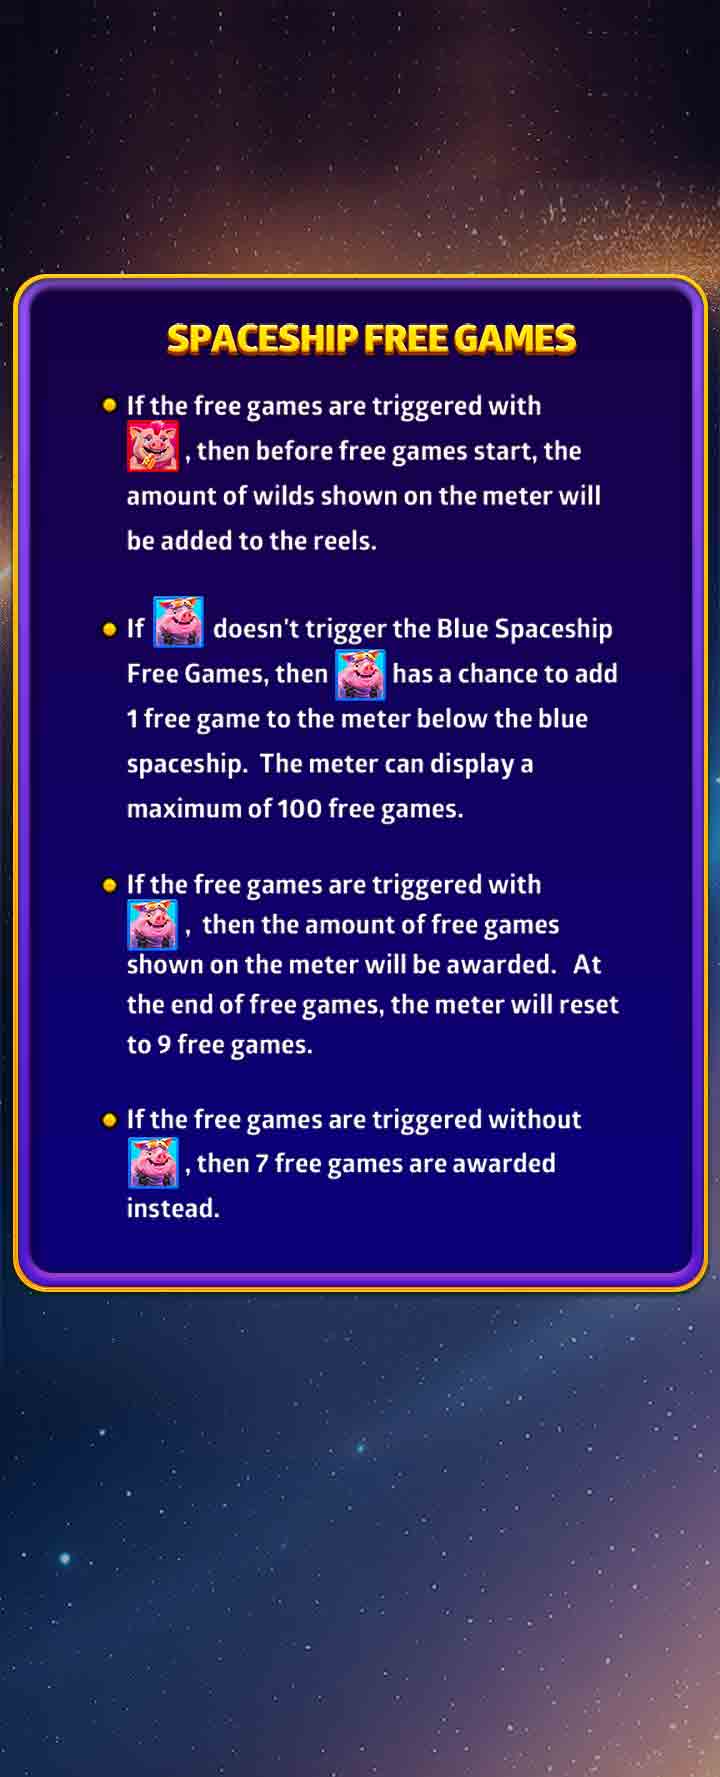 SPACESHIP FREE GAMES
If the free games are triggered with
, then before free games start, the
amount of wilds shown on the meter will
be added to the reels.
If doesn't trigger the Blue Spaceship
Free Games, then has a chance to add
1 free game to the meter below the blue
spaceship. The meter can display a
maximum of 100 free games.
If the free games are triggered with
, then the amount of free games
shown on the meter will be awarded. At
the end of free games, the meter will reset
to 9 free games.
If the free games are triggered without
, then 7 free games are awarded
instead.